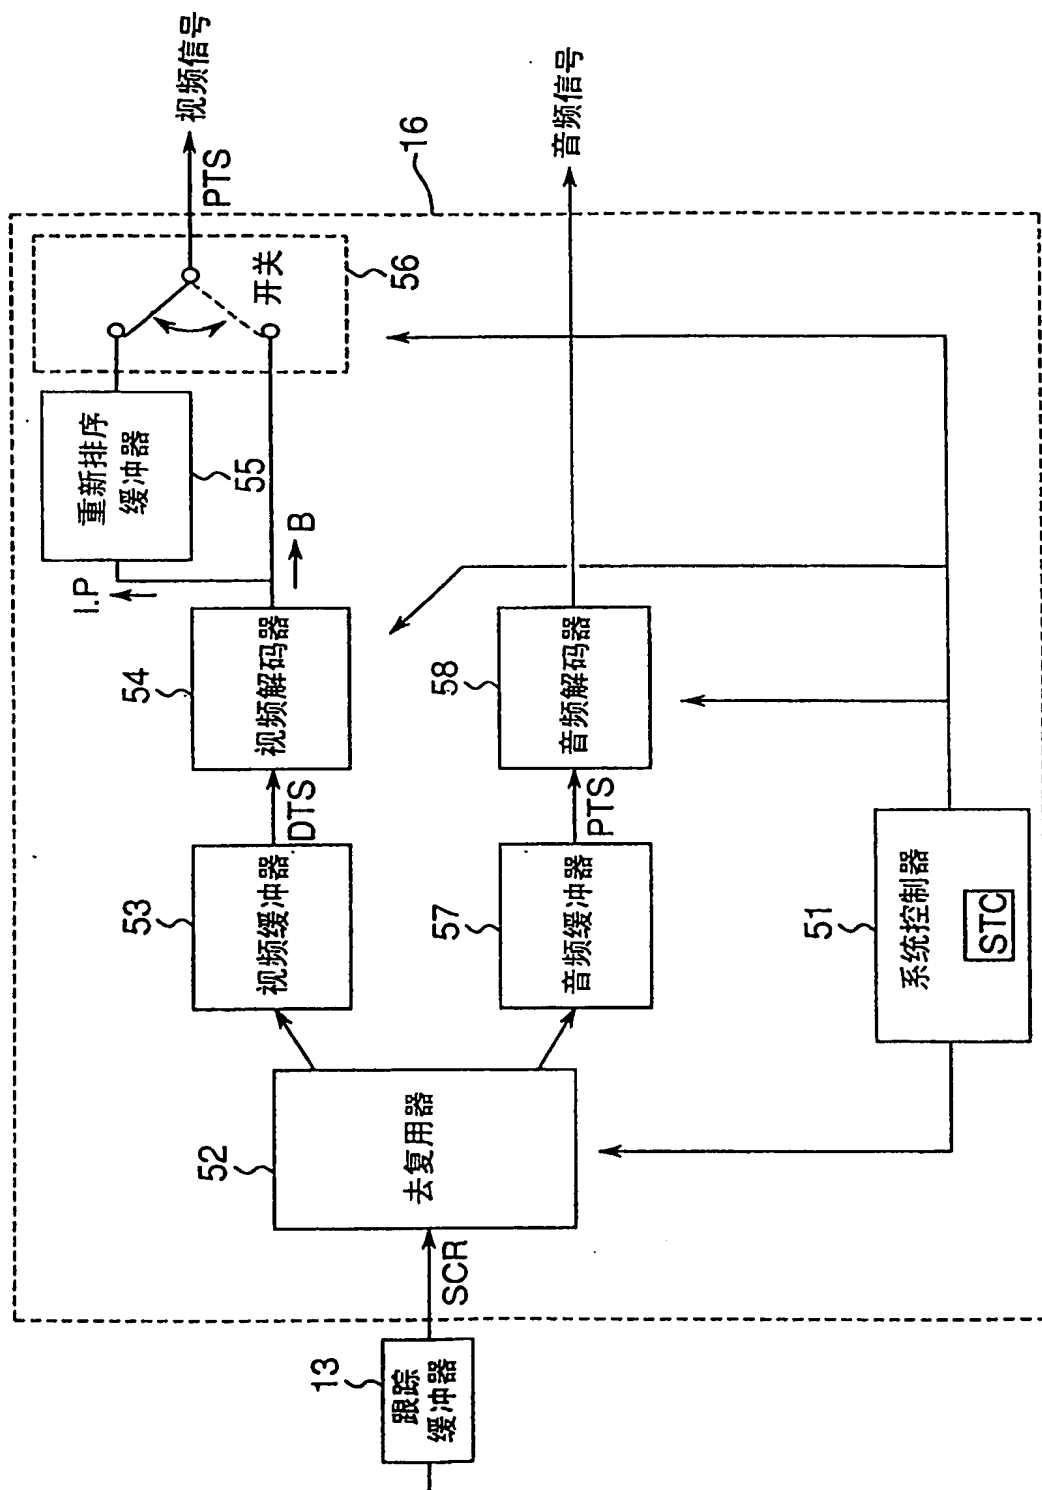 13
跟踪
缓冲器
SCR
52
去复用器
53
视频缓冲器
DTS
54
视频解码器
I.P
B
重新排序
缓冲器
55
开关
56
PTS
视频信号
57
音频缓冲器
PTS
58
音频解码器
16
音频信号
51
系统控制器
STC